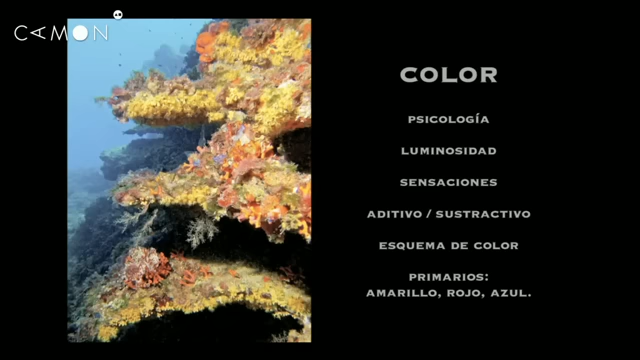 CAMON
COLOR
PSICOLOGÍA
LUMINOSIDAD
SENSACIONES
ADITIVO / SUSTRACTIVO
ESQUEMA DE COLOR
PRIMARIOS:
AMARILLO, ROJO, AZUL.